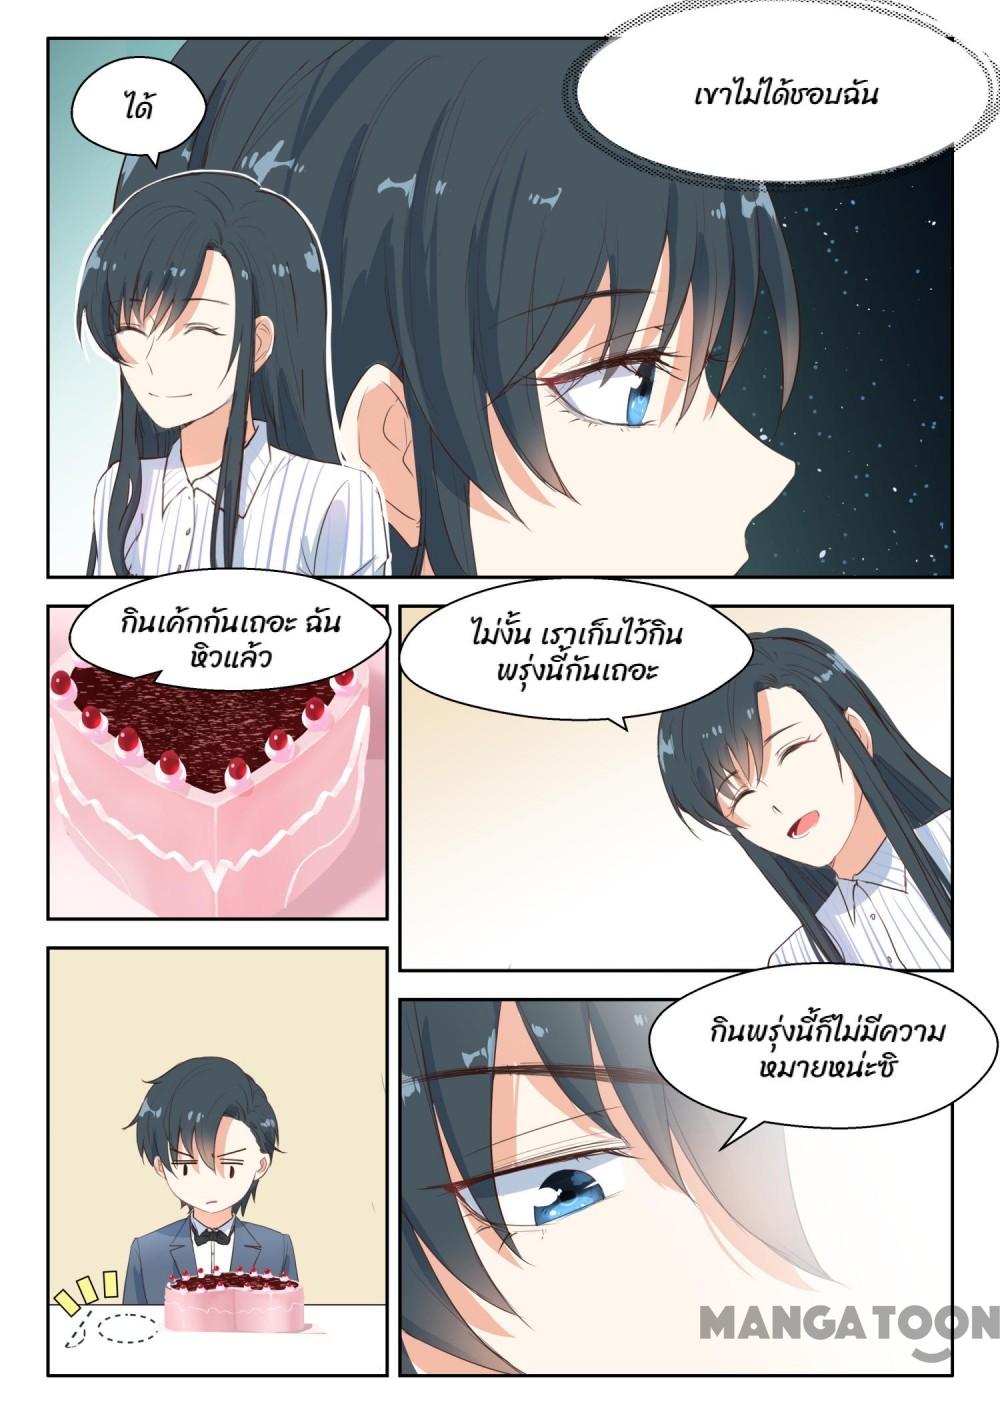 ได้
เขาไม่ได้ชอบฉัน
กินเค้กกันเถอะ ฉัน
หิวแล้ว
ไม่งั้น เราเก็บไว้กิน
พรุ่งนี้กันเถอะ
กินพรุ่งนี้ก็ไม่มีความ
หมายหน่ะซิ
MANGATOON